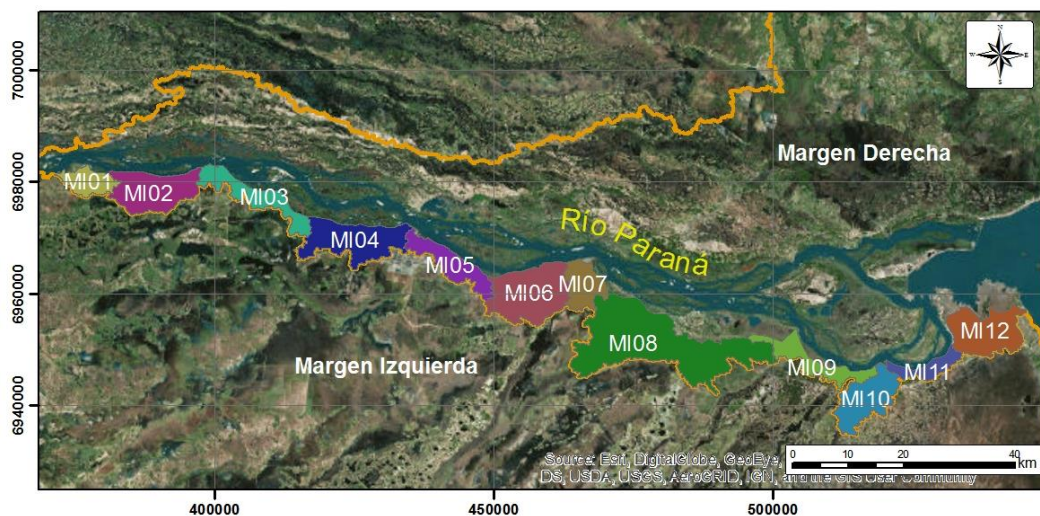 7000000
6980000
6960000
6940000
400000
450000
500000
N
W
E
S
Margen Derecha
MI01
MI02
MI03
MI04
MI05
MI06
MI07
MI08
MI09
MI10
MI11
MI12
Río Paraná
Margen Izquierda
0
10
20
40
km
Source: Esri, DigitalGlobe, GeoEye,
DS, USDA, USGS, AeroGRID, IGN, and the GIS User Community